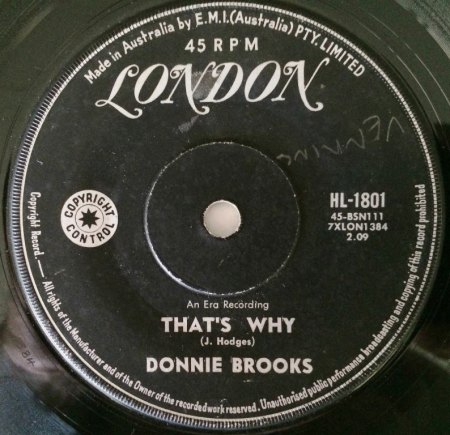 Made in Australia by E.M.I.(Australia) PTY. LIMITED
45 RPM
LONDON
VENNING
HL-1801
45-BSN111
7XLON1384
2.09
COPYRIGHT
CONTROL
An Era Recording
THAT'S WHY
(J. Hodges)
DONNIE BROOKS
Copyright Record.—All rights of the Manufacturer and of the Owner of the recorded work reserved. Unauthorised public performance broadcasting and copying of this record prohibited